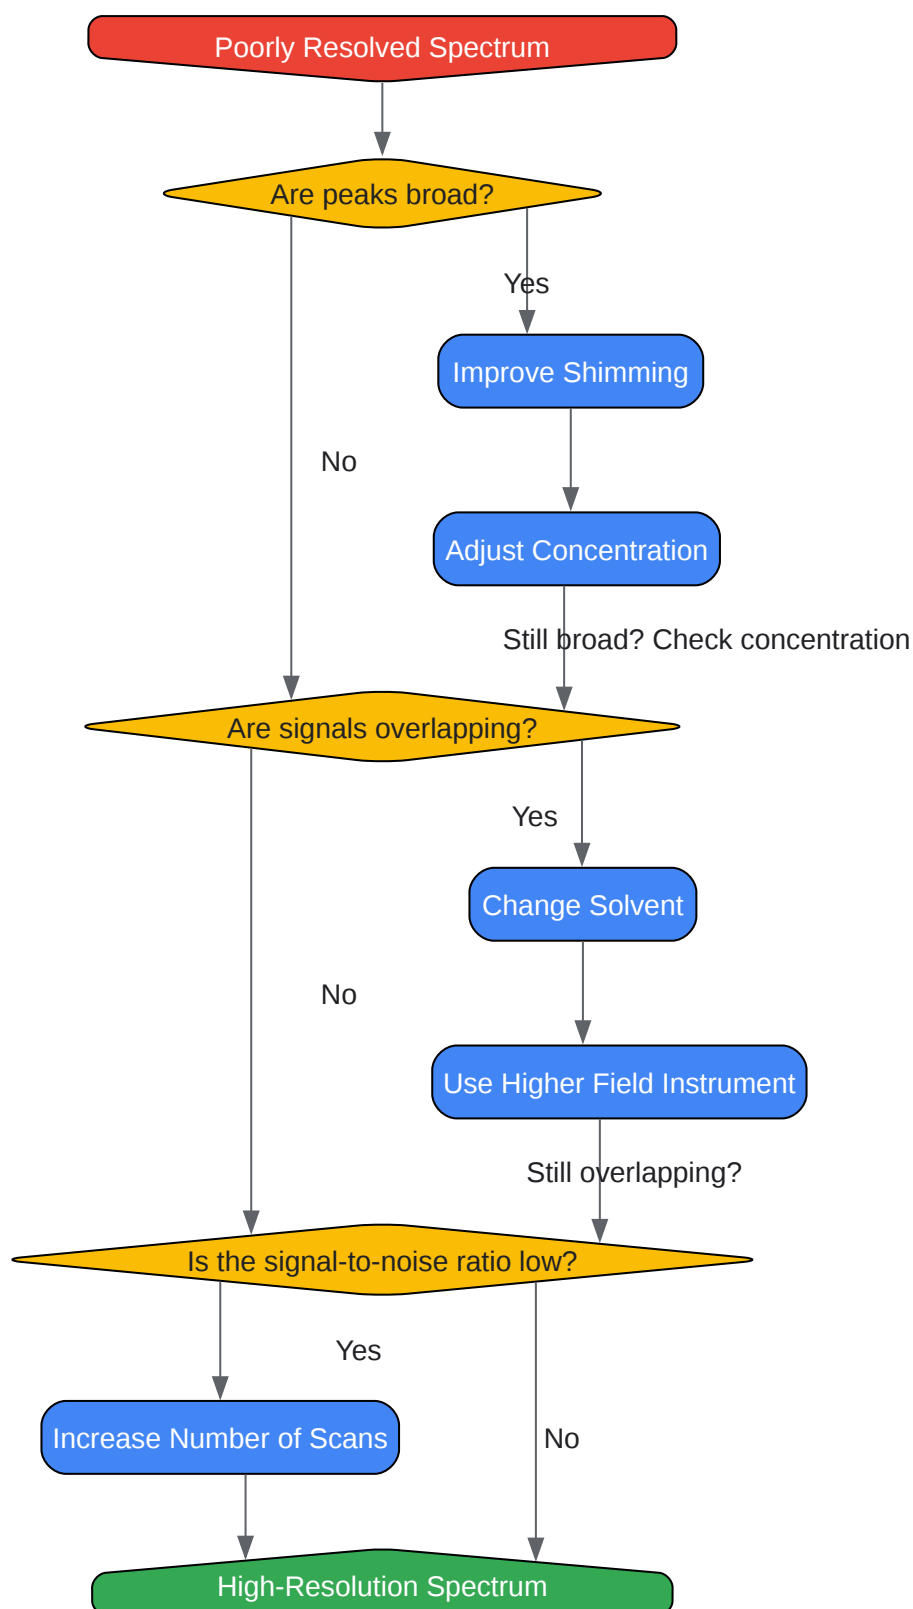 Poorly Resolved Spectrum
Are peaks broad?
Yes
Improve Shimming
No
Adjust Concentration
Still broad? Check concentration
Are signals overlapping?
Yes
Change Solvent
No
Use Higher Field Instrument
Still overlapping?
Is the signal-to-noise ratio low?
Yes
Increase Number of Scans
No
High-Resolution Spectrum